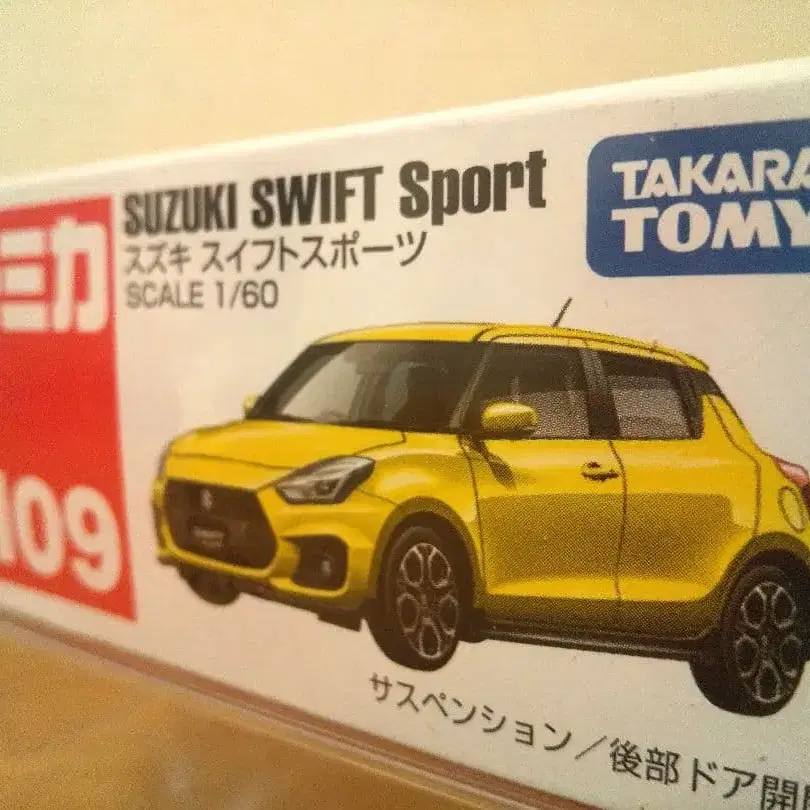 SUZUKI SWIFT Sport
スズキ スイフトスポーツ
SCALE 1/60
TAKARA
TOMY
ミカ
109
サスペンション/後部ドア開